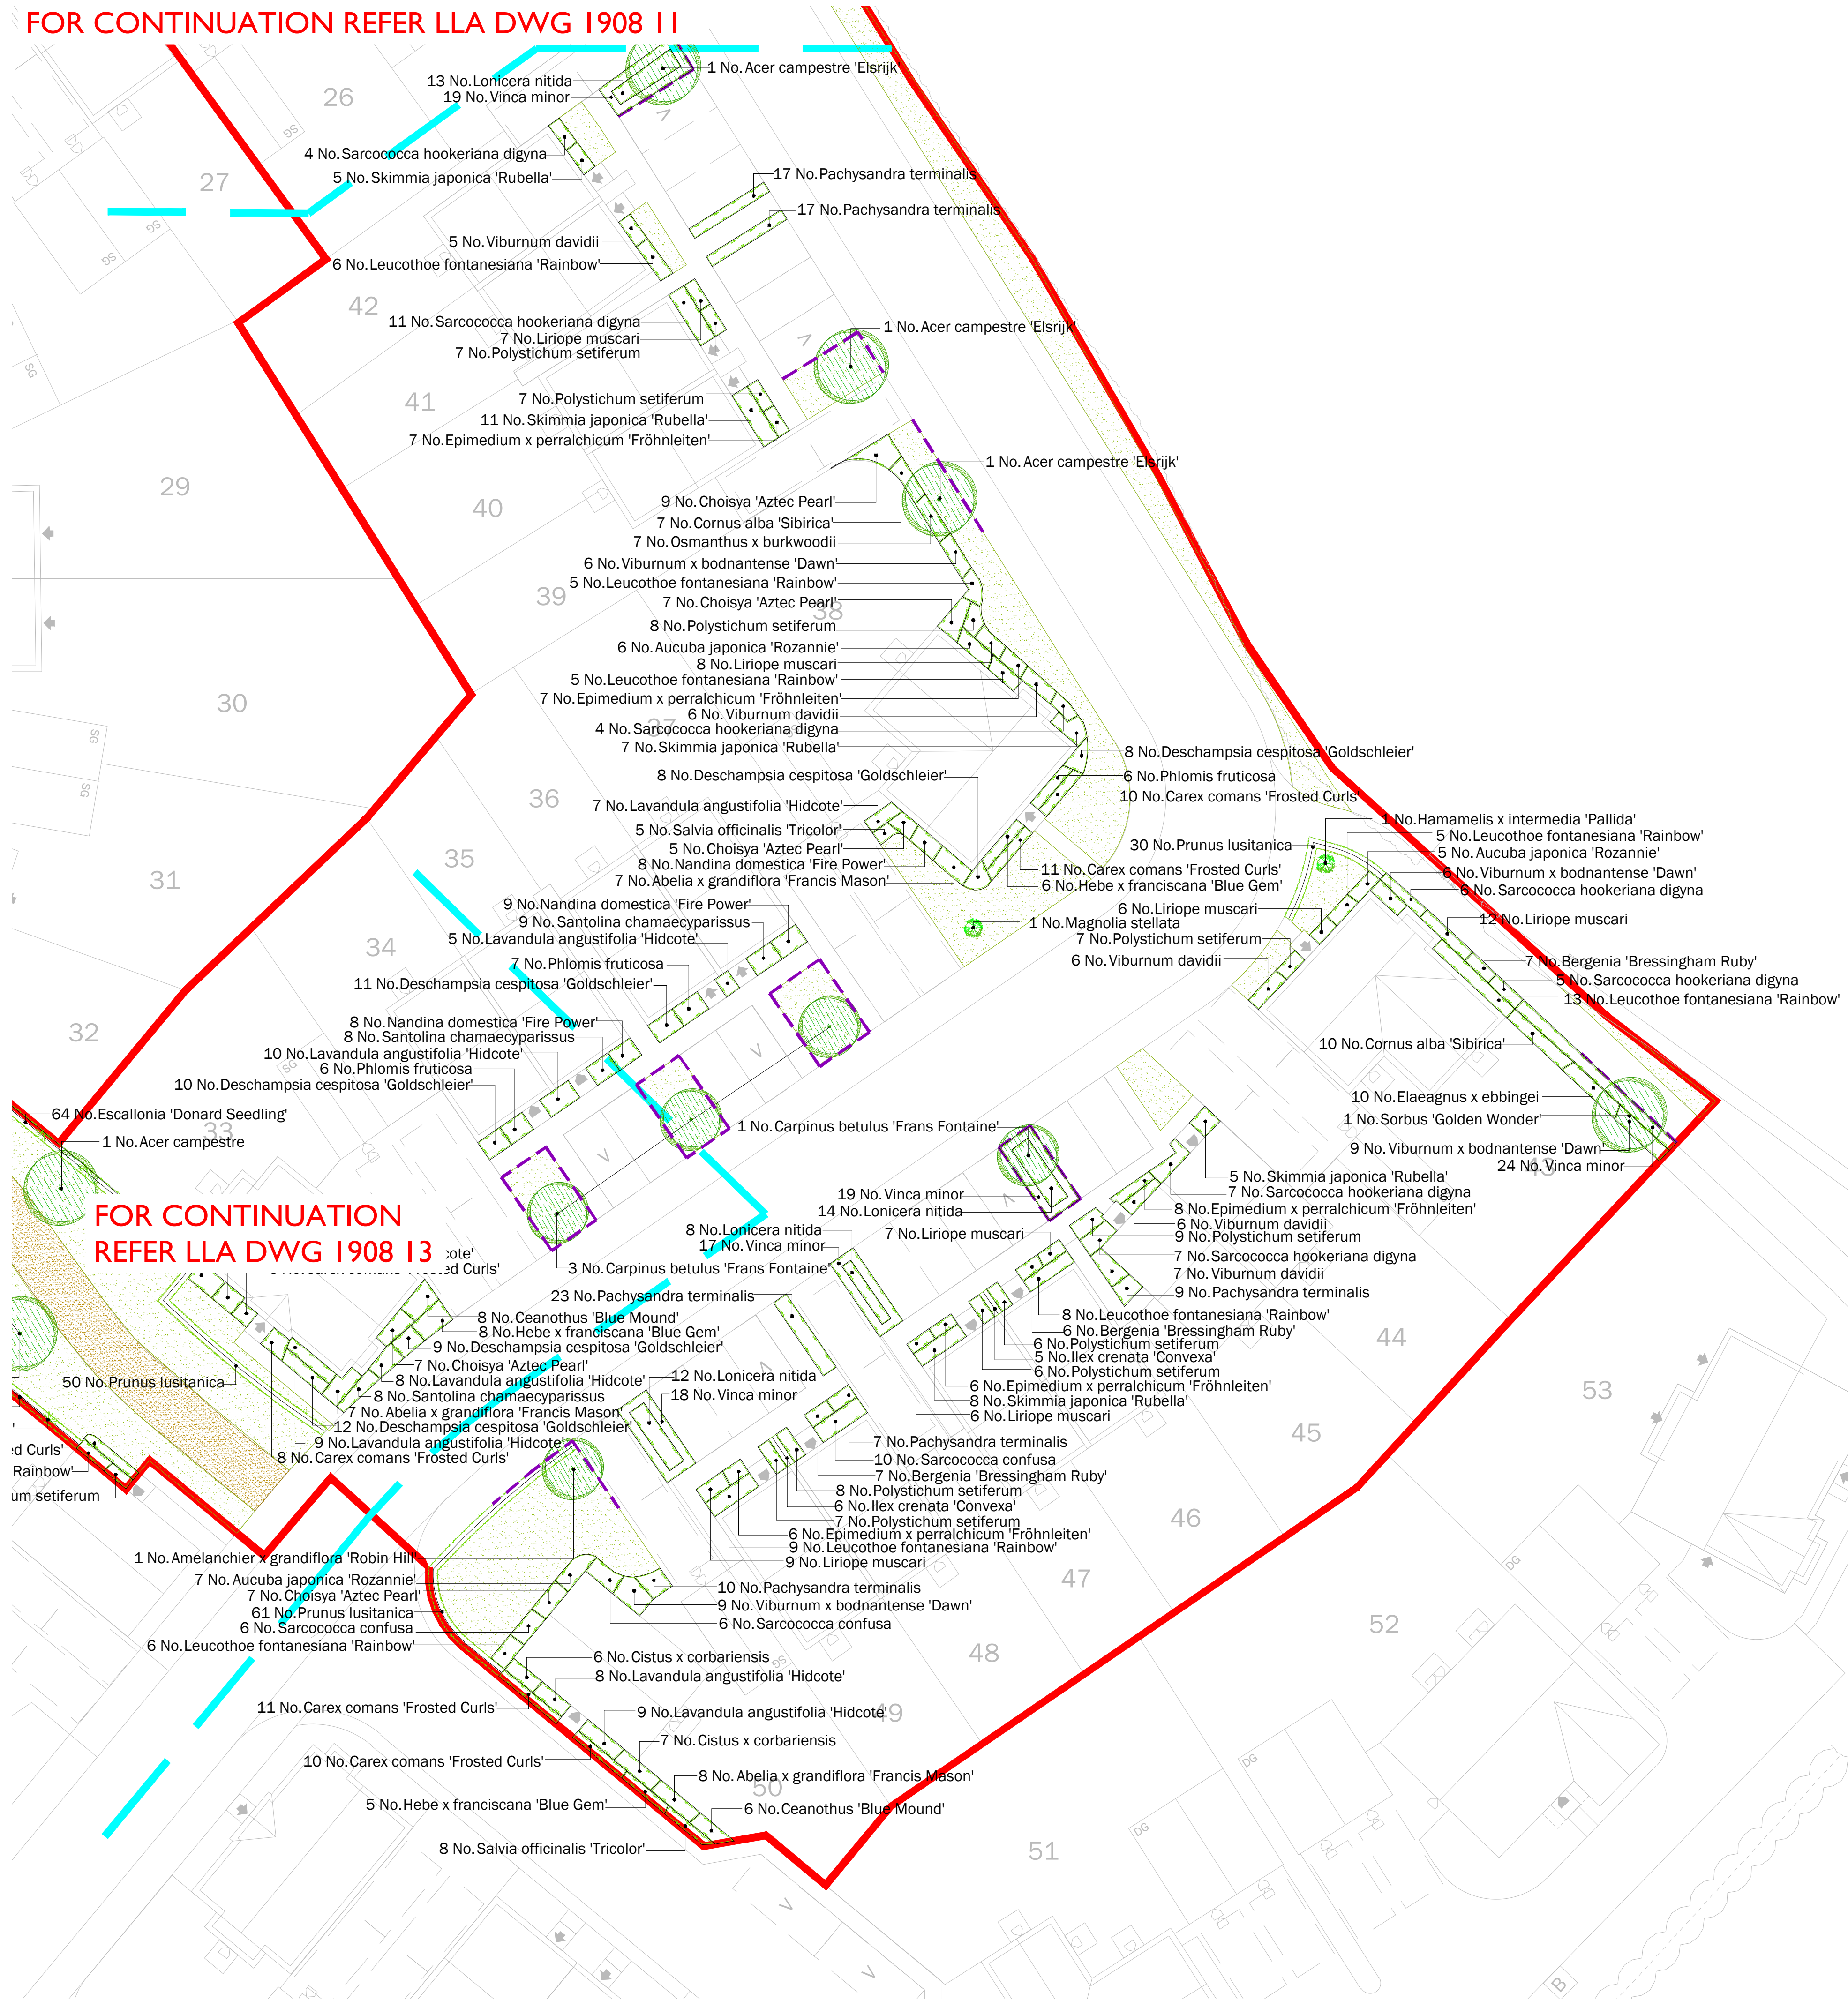 FOR CONTINUATION REFER LLA DWG 1908 11
1 No. Acer campestre 'Elsrijk'
13 No. Lonicera nitida
19 No. Vinca minor
26
SG
4 No. Sarcococca hookeriana digyna
5 No. Skimmia japonica 'Rubella'
27
17 No. Pachysandra terminalis
17 No. Pachysandra terminalis
V
SG
SG
5 No. Viburnum davidii
6 No. Leucothoe fontanesiana 'Rainbow'
42
11 No. Sarcococca hookeriana digyna
7 No. Liriope muscari
7 No. Polystichum setiferum
1 No. Acer campestre 'Elsrijk'
V
SG
41
7 No. Polystichum setiferum
11 No. Skimmia japonica 'Rubella'
7 No. Epimedium x perralchicum 'Fröhnleiten'
1 No. Acer campestre 'Elsrijk'
29
40
9 No. Choisya 'Aztec Pearl'
7 No. Cornus alba 'Sibirica'
7 No. Osmanthus x burkwoodii
6 No. Viburnum x bodnantense 'Dawn'
5 No. Leucothoe fontanesiana 'Rainbow'
39
7 No. Choisya 'Aztec Pearl'
38
8 No. Polystichum setiferum
6 No. Aucuba japonica 'Rozannie'
8 No. Liriope muscari
5 No. Leucothoe fontanesiana 'Rainbow'
7 No. Epimedium x perralchicum 'Fröhnleiten'
30
6 No. Viburnum davidii
37
4 No. Sarcococca hookeriana digyna
7 No. Skimmia japonica 'Rubella'
SG
SG
8 No. Deschampsia cespitosa 'Goldschleier'
8 No. Deschampsia cespitosa 'Goldschleier'
6 No. Phlomis fruticosa
10 No. Carex comans 'Frosted Curls'
36
7 No. Lavandula angustifolia 'Hidcote'
5 No. Salvia officinalis 'Tricolor'
5 No. Choisya 'Aztec Pearl'
8 No. Nandina domestica 'Fire Power'
7 No. Abelia x grandiflora 'Francis Mason'
1 No. Hamamelis x intermedia 'Pallida'
5 No. Leucothoe fontanesiana 'Rainbow'
30 No. Prunus lusitanica
5 No. Aucuba japonica 'Rozannie'
11 No. Carex comans 'Frosted Curls'
6 No. Hebe x franciscana 'Blue Gem'
6 No. Viburnum x bodnantense 'Dawn'
6 No. Sarcococca hookeriana digyna
35
31
9 No. Nandina domestica 'Fire Power'
9 No. Santolina chamaecyparissus
5 No. Lavandula angustifolia 'Hidcote'
6 No. Liriope muscari
12 No. Liriope muscari
1 No. Magnolia stellata
7 No. Polystichum setiferum
6 No. Viburnum davidii
34
7 No. Phlomis fruticosa
11 No. Deschampsia cespitosa 'Goldschleier'
7 No. Bergenia 'Bressingham Ruby'
5 No. Sarcococca hookeriana digyna
13 No. Leucothoe fontanesiana 'Rainbow'
32
8 No. Nandina domestica 'Fire Power'
8 No. Santolina chamaecyparissus
10 No. Lavandula angustifolia 'Hidcote'
6 No. Phlomis fruticosa
10 No. Deschampsia cespitosa 'Goldschleier'
SG
V
10 No. Cornus alba 'Sibirica'
10 No. Elaeagnus x ebbingei
1 No. Sorbus 'Golden Wonder'
9 No. Viburnum x bodnantense 'Dawn'
24 No. Vinca minor
43
64 No. Escallonia 'Donard Seedling'
33
1 No. Acer campestre
1 No. Carpinus betulus 'Frans Fontaine'
V
5 No. Skimmia japonica 'Rubella'
7 No. Sarcococca hookeriana digyna
8 No. Epimedium x perralchicum 'Fröhnleiten'
6 No. Viburnum davidii
9 No. Polystichum setiferum
7 No. Sarcococca hookeriana digyna
7 No. Viburnum davidii
9 No. Pachysandra terminalis
19 No. Vinca minor
14 No. Lonicera nitida
V
FOR CONTINUATION
REFER LLA DWG 1908 13
8 No. Lonicera nitida
17 No. Vinca minor
7 No. Liriope muscari
cote'
Curls'
3 No. Carpinus betulus 'Frans Fontaine'
23 No. Pachysandra terminalis
8 No. Leucothoe fontanesiana 'Rainbow'
6 No. Bergenia 'Bressingham Ruby'
6 No. Polystichum setiferum
5 No. Ilex crenata 'Convexa'
6 No. Polystichum setiferum
6 No. Epimedium x perralchicum 'Fröhnleiten'
8 No. Skimmia japonica 'Rubella'
6 No. Liriope muscari
44
53
8 No. Ceanothus 'Blue Mound'
8 No. Hebe x franciscana 'Blue Gem'
9 No. Deschampsia cespitosa 'Goldschleier'
7 No. Choisya 'Aztec Pearl'
8 No. Lavandula angustifolia 'Hidcote'
8 No. Santolina chamaecyparissus
7 No. Abelia x grandiflora 'Francis Mason'
12 No. Deschampsia cespitosa 'Goldschleier'
9 No. Lavandula angustifolia 'Hidcote'
8 No. Carex comans 'Frosted Curls'
50 No. Prunus lusitanica
V
12 No. Lonicera nitida
18 No. Vinca minor
45
ed Curls'
Rainbow'
um setiferum
7 No. Pachysandra terminalis
10 No. Sarcococca confusa
7 No. Bergenia 'Bressingham Ruby'
8 No. Polystichum setiferum
6 No. Ilex crenata 'Convexa'
7 No. Polystichum setiferum
6 No. Epimedium x perralchicum 'Fröhnleiten'
9 No. Leucothoe fontanesiana 'Rainbow'
9 No. Liriope muscari
SG
46
DG
DG
1 No. Amelanchier x grandiflora 'Robin Hill'
7 No. Aucuba japonica 'Rozannie'
7 No. Choisya 'Aztec Pearl'
61 No. Prunus lusitanica
6 No. Sarcococca confusa
6 No. Leucothoe fontanesiana 'Rainbow'
10 No. Pachysandra terminalis
9 No. Viburnum x bodnantense 'Dawn'
6 No. Sarcococca confusa
47
52
48
SG
6 No. Cistus x corbariensis
8 No. Lavandula angustifolia 'Hidcote'
11 No. Carex comans 'Frosted Curls'
9 No. Lavandula angustifolia 'Hidcote'
49
7 No. Cistus x corbariensis
10 No. Carex comans 'Frosted Curls'
DG
8 No. Abelia x grandiflora 'Francis Mason'
50
5 No. Hebe x franciscana 'Blue Gem'
6 No. Ceanothus 'Blue Mound'
DG
8 No. Salvia officinalis 'Tricolor'
51
V
V
B